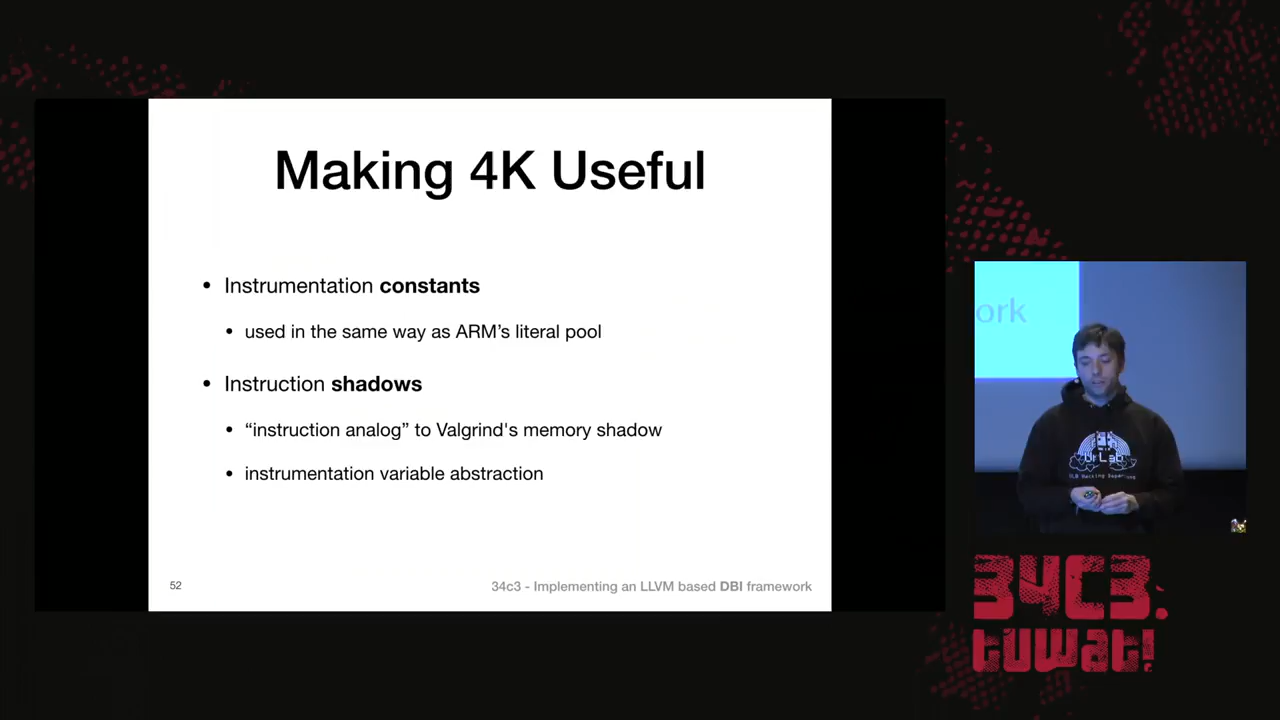 Making 4K Useful
• Instrumentation constants
• used in the same way as ARM’s literal pool
• Instruction shadows
• “instruction analog” to Valgrind's memory shadow
• instrumentation variable abstraction
52
34c3 - Implementing an LLVM based DBI framework
ork
UrLab
34C3.
tuwat!